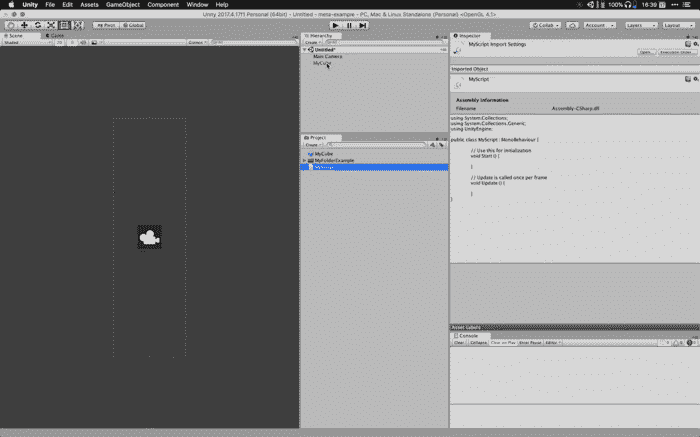 Unity File Edit Assets GameObject Component Window Help 100% 16:39
Unity 2017.4.17f1 Personal (64bit) - Untitled - meta-example - PC, Mac & Linux Standalone (Personal) <OpenGL 4.1>
Pivot Global Collab Account Layers Layout
Scene Game
Shaded 2D Gizmos
Hierarchy
Create
Untitled*
Main Camera
MyCube
Project
Create
MyCube
MyFolderExample
MyScript
Inspector
MyScript Import Settings
Open... Execution Order...
Imported Object
MyScript
Assembly Information
Filename Assembly-CSharp.dll
using System.Collections;
using System.Collections.Generic;
using UnityEngine;
public class MyScript : MonoBehaviour {
// Use this for initialization
void Start () {
}
// Update is called once per frame
void Update () {
}
}
Asset Labels
Console
Clear Collapse Clear on Play Error Pause Editor